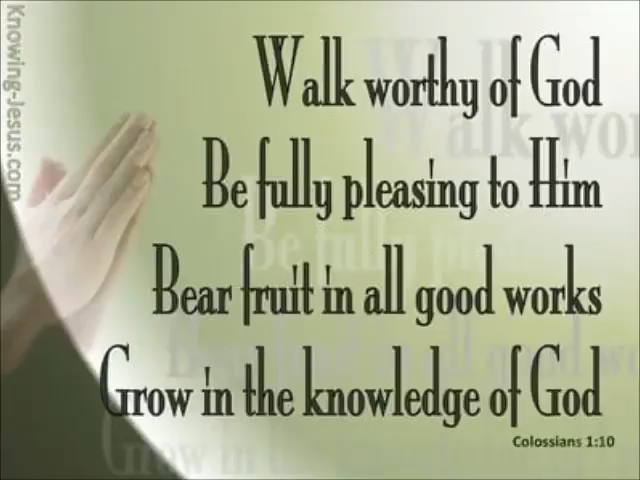 Knowing-Jesus.com
Walk worthy of God
Be fully pleasing to Him
Bear fruit in all good works
Grow in the knowledge of God
Colossians 1:10